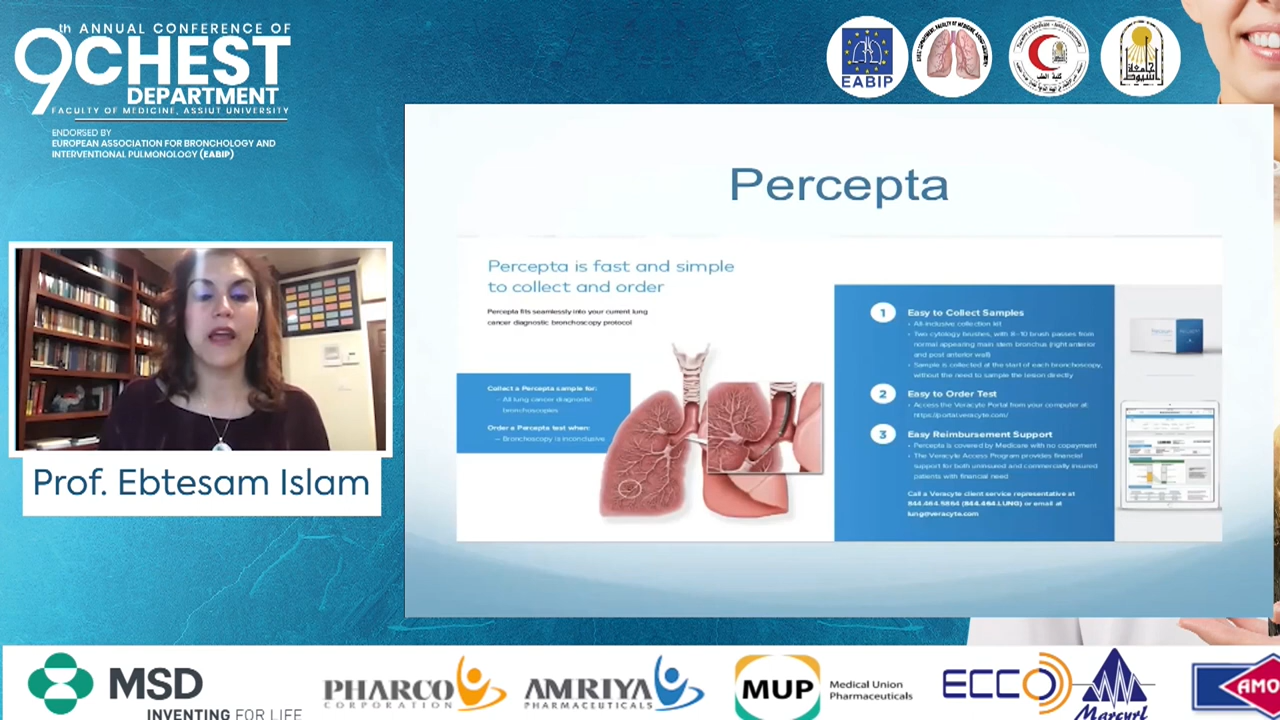 9th ANNUAL CONFERENCE OF
CHEST
DEPARTMENT
FACULTY OF MEDICINE, ASSIUT UNIVERSITY
ENDORSED BY
EUROPEAN ASSOCIATION FOR BRONCHOLOGY AND
INTERVENTIONAL PULMONOLOGY (EABIP)
EABIP
Percepta
Percepta is fast and simple
to collect and order
Percepta fits seamlessly into your current lung
cancer diagnostic bronchoscopy protocol
Collect a Percepta sample for:
– All lung cancer diagnostic
bronchoscopies
Order a Percepta test when:
– Bronchoscopy is inconclusive
1 Easy to Collect Samples
• All inclusive collection kit
• Two cytology brushes, with 8–10 brush passes from
normal appearing main stem bronchus (right anterior
and post anterior wall)
• Sample is collected at the start of each bronchoscopy,
without the need to sample the lesion directly
2 Easy to Order Test
• Access the Veracyte Portal from your computer at:
https://portal.veracyte.com/
3 Easy Reimbursement Support
• Percepta is covered by Medicare with no copayment
• The Veracyte Access Program provides financial
support for both uninsured and commercially insured
patients with financial need
Call a Veracyte client service representative at
844.464.5864 (844.464.LUNG) or email at
lung@veracyte.com
Prof. Ebtesam Islam
MSD
INVENTING FOR LIFE
PHARCO
CORPORATION
AMRIYA
PHARMACEUTICALS
MUP
Medical Union
Pharmaceuticals
ECCO
Marcyrl
AMO